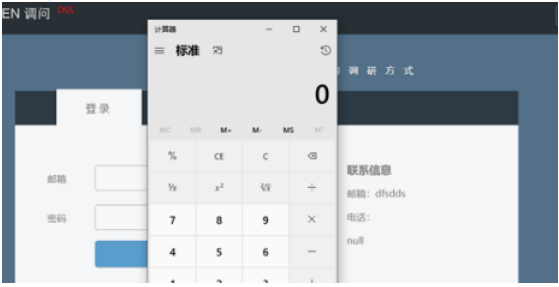 EN 调问 OSS
计算器
标准
调 研 方 式
0
MC MR M+ M- MS
登录
% CE C
¹/x x² ²√x ÷
联系信息
邮箱
邮箱：dfsdds
密码
7 8 9 ×
电话：
null
4 5 6 −